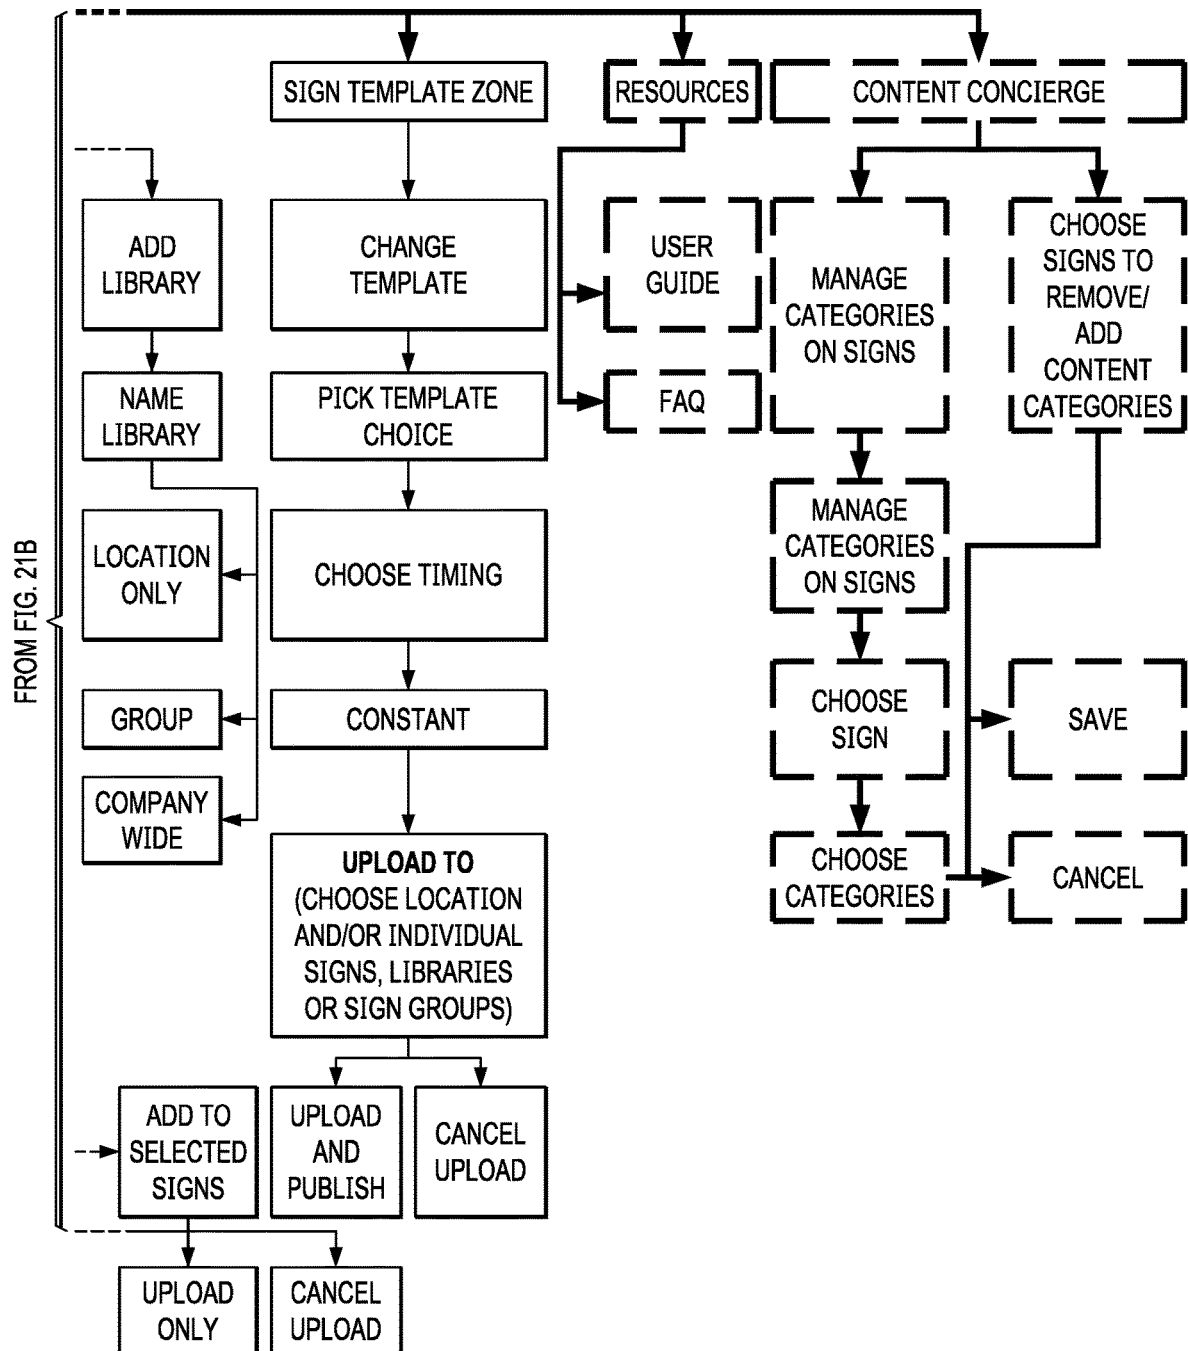 FROM FIG. 21B
SIGN TEMPLATE ZONE
RESOURCES
CONTENT CONCIERGE
ADD
LIBRARY
CHANGE
TEMPLATE
USER
GUIDE
MANAGE
CATEGORIES
ON SIGNS
CHOOSE
SIGNS TO
REMOVE/
ADD
CONTENT
CATEGORIES
NAME
LIBRARY
PICK TEMPLATE
CHOICE
FAQ
LOCATION
ONLY
CHOOSE TIMING
MANAGE
CATEGORIES
ON SIGNS
GROUP
CONSTANT
CHOOSE
SIGN
SAVE
COMPANY
WIDE
UPLOAD TO
(CHOOSE LOCATION
AND/OR INDIVIDUAL
SIGNS, LIBRARIES
OR SIGN GROUPS)
CHOOSE
CATEGORIES
CANCEL
ADD TO
SELECTED
SIGNS
UPLOAD
AND
PUBLISH
CANCEL
UPLOAD
UPLOAD
ONLY
CANCEL
UPLOAD